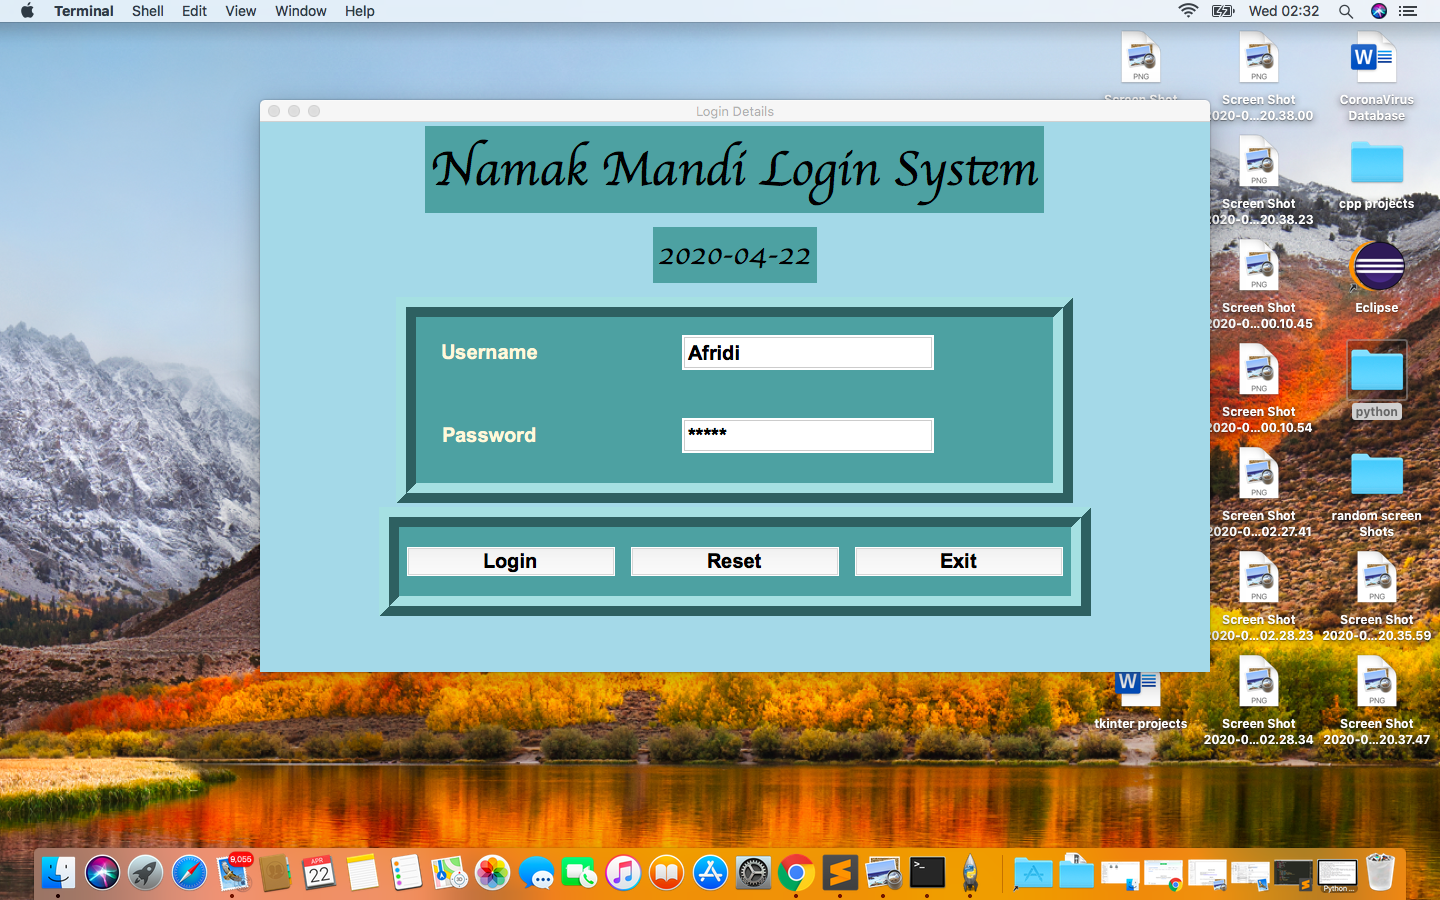 Terminal Shell Edit View Window Help Wed 02:32
Login Details
Namak Mandi Login System
2020-04-22
Username Afridi
Password *****
Login Reset Exit
PNG
Screen Shot
PNG
Screen Shot
2020-0...20.38.00
W
CoronaVirus
Database
PNG
Screen Shot
2020-0...20.38.23
cpp projects
PNG
Screen Shot
2020-0...00.10.45
Eclipse
PNG
Screen Shot
2020-0...00.10.54
python
PNG
Screen Shot
2020-0...02.27.41
random screen
Shots
PNG
Screen Shot
2020-0...02.28.23
PNG
Screen Shot
2020-0...20.35.59
W
tkinter projects
PNG
Screen Shot
2020-0...02.28.34
PNG
Screen Shot
2020-0...20.37.47
9,055
APR
22
Python ...